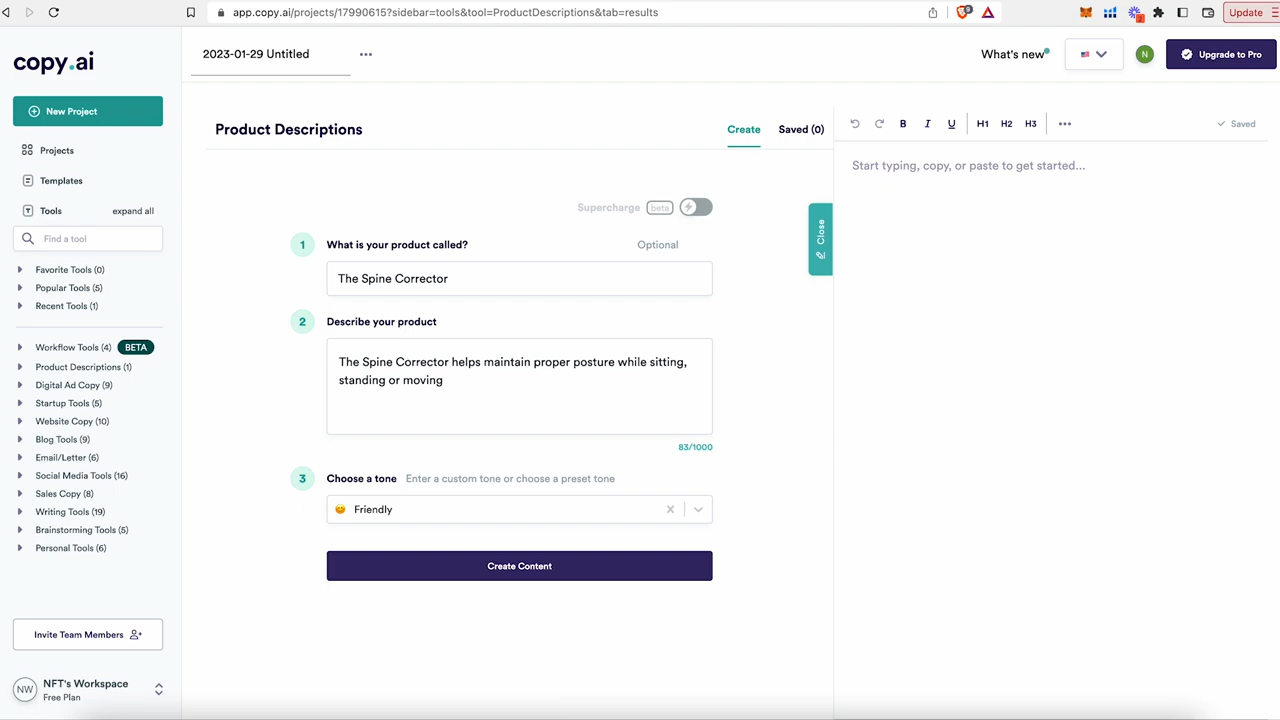 app.copy.ai/projects/17990615?sidebar=tools&tool=ProductDescriptions&tab=results
9
2
Update
copy.ai
2023-01-29 Untitled
What's new
N
Upgrade to Pro
New Project
Projects
Templates
Tools
expand all
Find a tool
Favorite Tools (0)
Popular Tools (5)
Recent Tools (1)
Workflow Tools (4) BETA
Product Descriptions (1)
Digital Ad Copy (9)
Startup Tools (5)
Website Copy (10)
Blog Tools (9)
Email/Letter (6)
Social Media Tools (16)
Sales Copy (8)
Writing Tools (19)
Brainstorming Tools (5)
Personal Tools (6)
Invite Team Members
NW
NFT's Workspace
Free Plan
Product Descriptions
Create
Saved (0)
Supercharge beta
1 What is your product called? Optional
The Spine Corrector
2 Describe your product
The Spine Corrector helps maintain proper posture while sitting,
standing or moving
83/1000
3 Choose a tone Enter a custom tone or choose a preset tone
Friendly
Create Content
Close
B I U H1 H2 H3
Saved
Start typing, copy, or paste to get started...